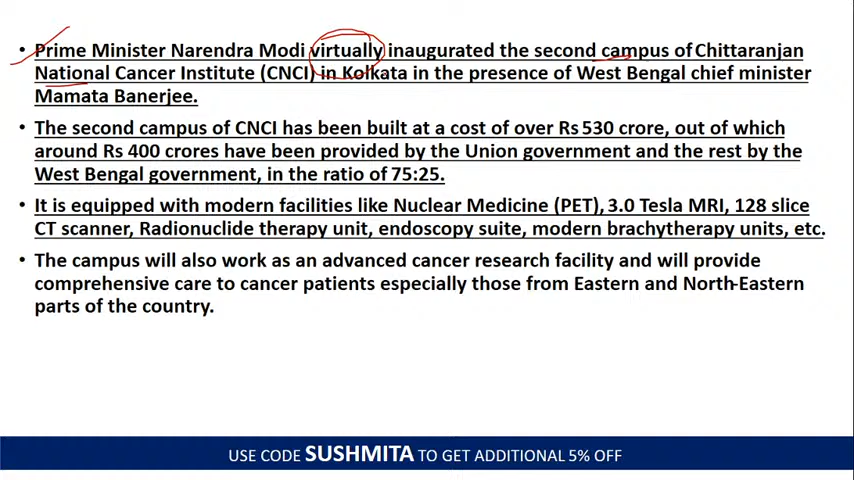 • Prime Minister Narendra Modi virtually inaugurated the second campus of Chittaranjan
National Cancer Institute (CNCI) in Kolkata in the presence of West Bengal chief minister
Mamata Banerjee.
• The second campus of CNCI has been built at a cost of over Rs 530 crore, out of which
around Rs 400 crores have been provided by the Union government and the rest by the
West Bengal government, in the ratio of 75:25.
• It is equipped with modern facilities like Nuclear Medicine (PET), 3.0 Tesla MRI, 128 slice
CT scanner, Radionuclide therapy unit, endoscopy suite, modern brachytherapy units, etc.
• The campus will also work as an advanced cancer research facility and will provide
comprehensive care to cancer patients especially those from Eastern and North-Eastern
parts of the country.
USE CODE SUSHMITA TO GET ADDITIONAL 5% OFF